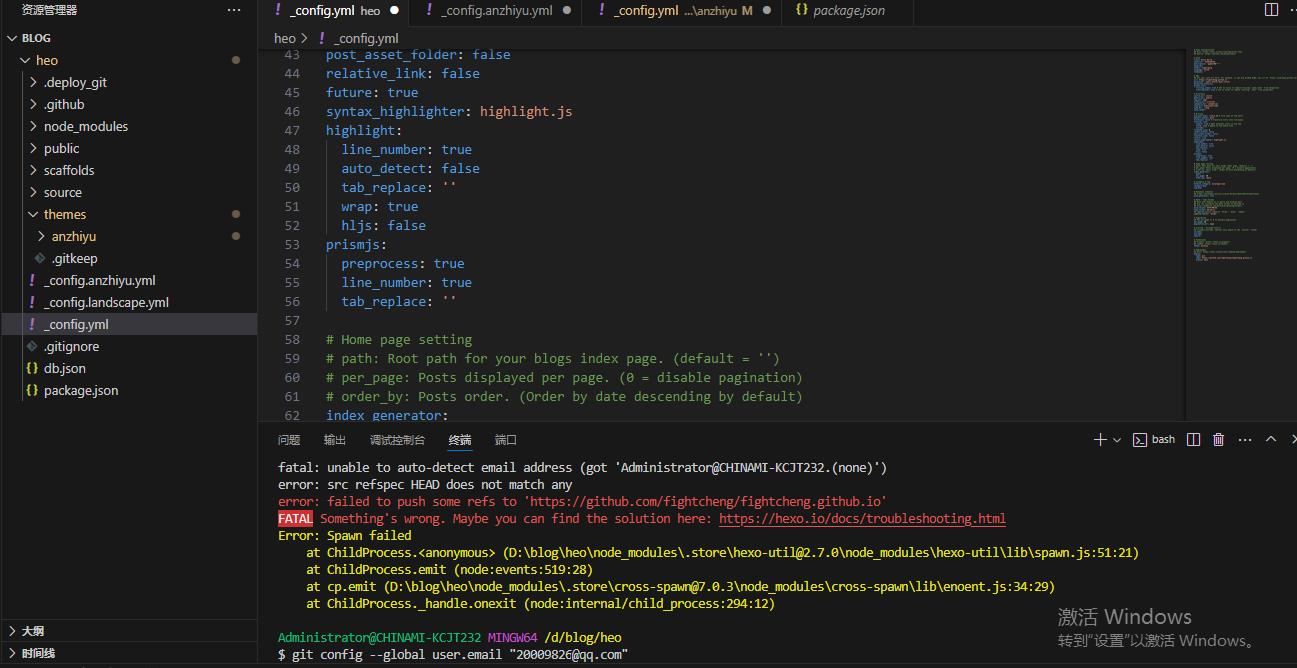 资源管理器 ···
BLOG
heo
.deploy_git
.github
node_modules
public
scaffolds
source
themes
anzhiyu
.gitkeep
! _config.anzhiyu.yml
! _config.landscape.yml
! _config.yml
.gitignore
{} db.json
{} package.json
大纲
时间线
! _config.yml heo ● ! _config.anzhiyu.yml ● ! _config.yml ...\anzhiyu M ● {} package.json
heo > ! _config.yml
43 post_asset_folder: false
44 relative_link: false
45 future: true
46 syntax_highlighter: highlight.js
47 highlight:
48 line_number: true
49 auto_detect: false
50 tab_replace: ''
51 wrap: true
52 hljs: false
53 prismjs:
54 preprocess: true
55 line_number: true
56 tab_replace: ''
57
58 # Home page setting
59 # path: Root path for your blogs index page. (default = '')
60 # per_page: Posts displayed per page. (0 = disable pagination)
61 # order_by: Posts order. (Order by date descending by default)
62 index_generator:
问题 输出 调试控制台 终端 端口 bash
fatal: unable to auto-detect email address (got 'Administrator@CHINAMI-KCJT232.(none)')
error: src refspec HEAD does not match any
error: failed to push some refs to 'https://github.com/fightcheng/fightcheng.github.io'
FATAL Something's wrong. Maybe you can find the solution here: https://hexo.io/docs/troubleshooting.html
Error: Spawn failed
at ChildProcess.<anonymous> (D:\blog\heo\node_modules\.store\hexo-util@2.7.0\node_modules\hexo-util\lib\spawn.js:51:21)
at ChildProcess.emit (node:events:519:28)
at cp.emit (D:\blog\heo\node_modules\.store\cross-spawn@7.0.3\node_modules\cross-spawn\lib\enoent.js:34:29)
at ChildProcess._handle.onexit (node:internal/child_process:294:12)
Administrator@CHINAMI-KCJT232 MINGW64 /d/blog/heo
$ git config --global user.email "20009826@qq.com"
激活 Windows
转到“设置”以激活 Windows。